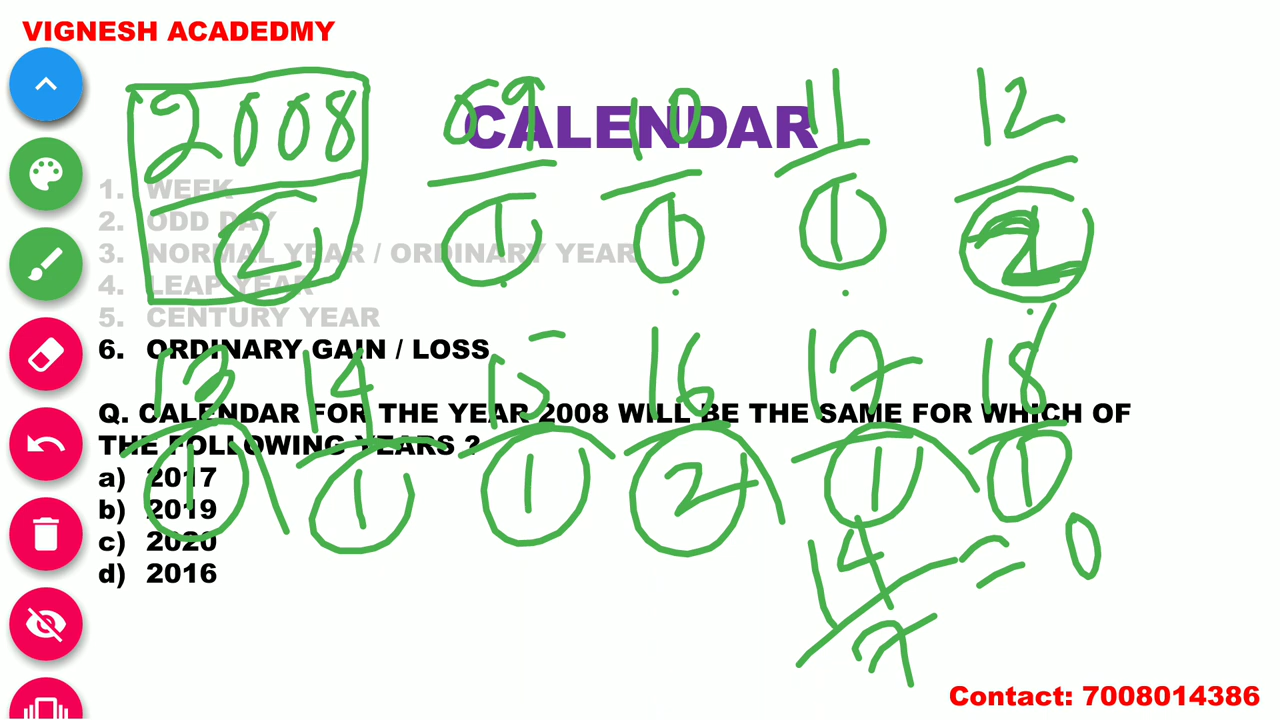 VIGNESH ACADEDMY
2008 09 10 11 12
CALENDAR
2 1 1 1 2
1. WEEK
2. ODD DAY
3. NORMAL YEAR / ORDINARY YEAR
4. LEAP YEAR
5. CENTURY YEAR
6. ORDINARY GAIN / LOSS
13 14 15 16 17 18
Q. CALENDAR FOR THE YEAR 2008 WILL BE THE SAME FOR WHICH OF
THE FOLLOWING YEARS ?
1 1 1 2 1 1
a) 2017
b) 2019
c) 2020
d) 2016
14/7 = 0
Contact: 7008014386